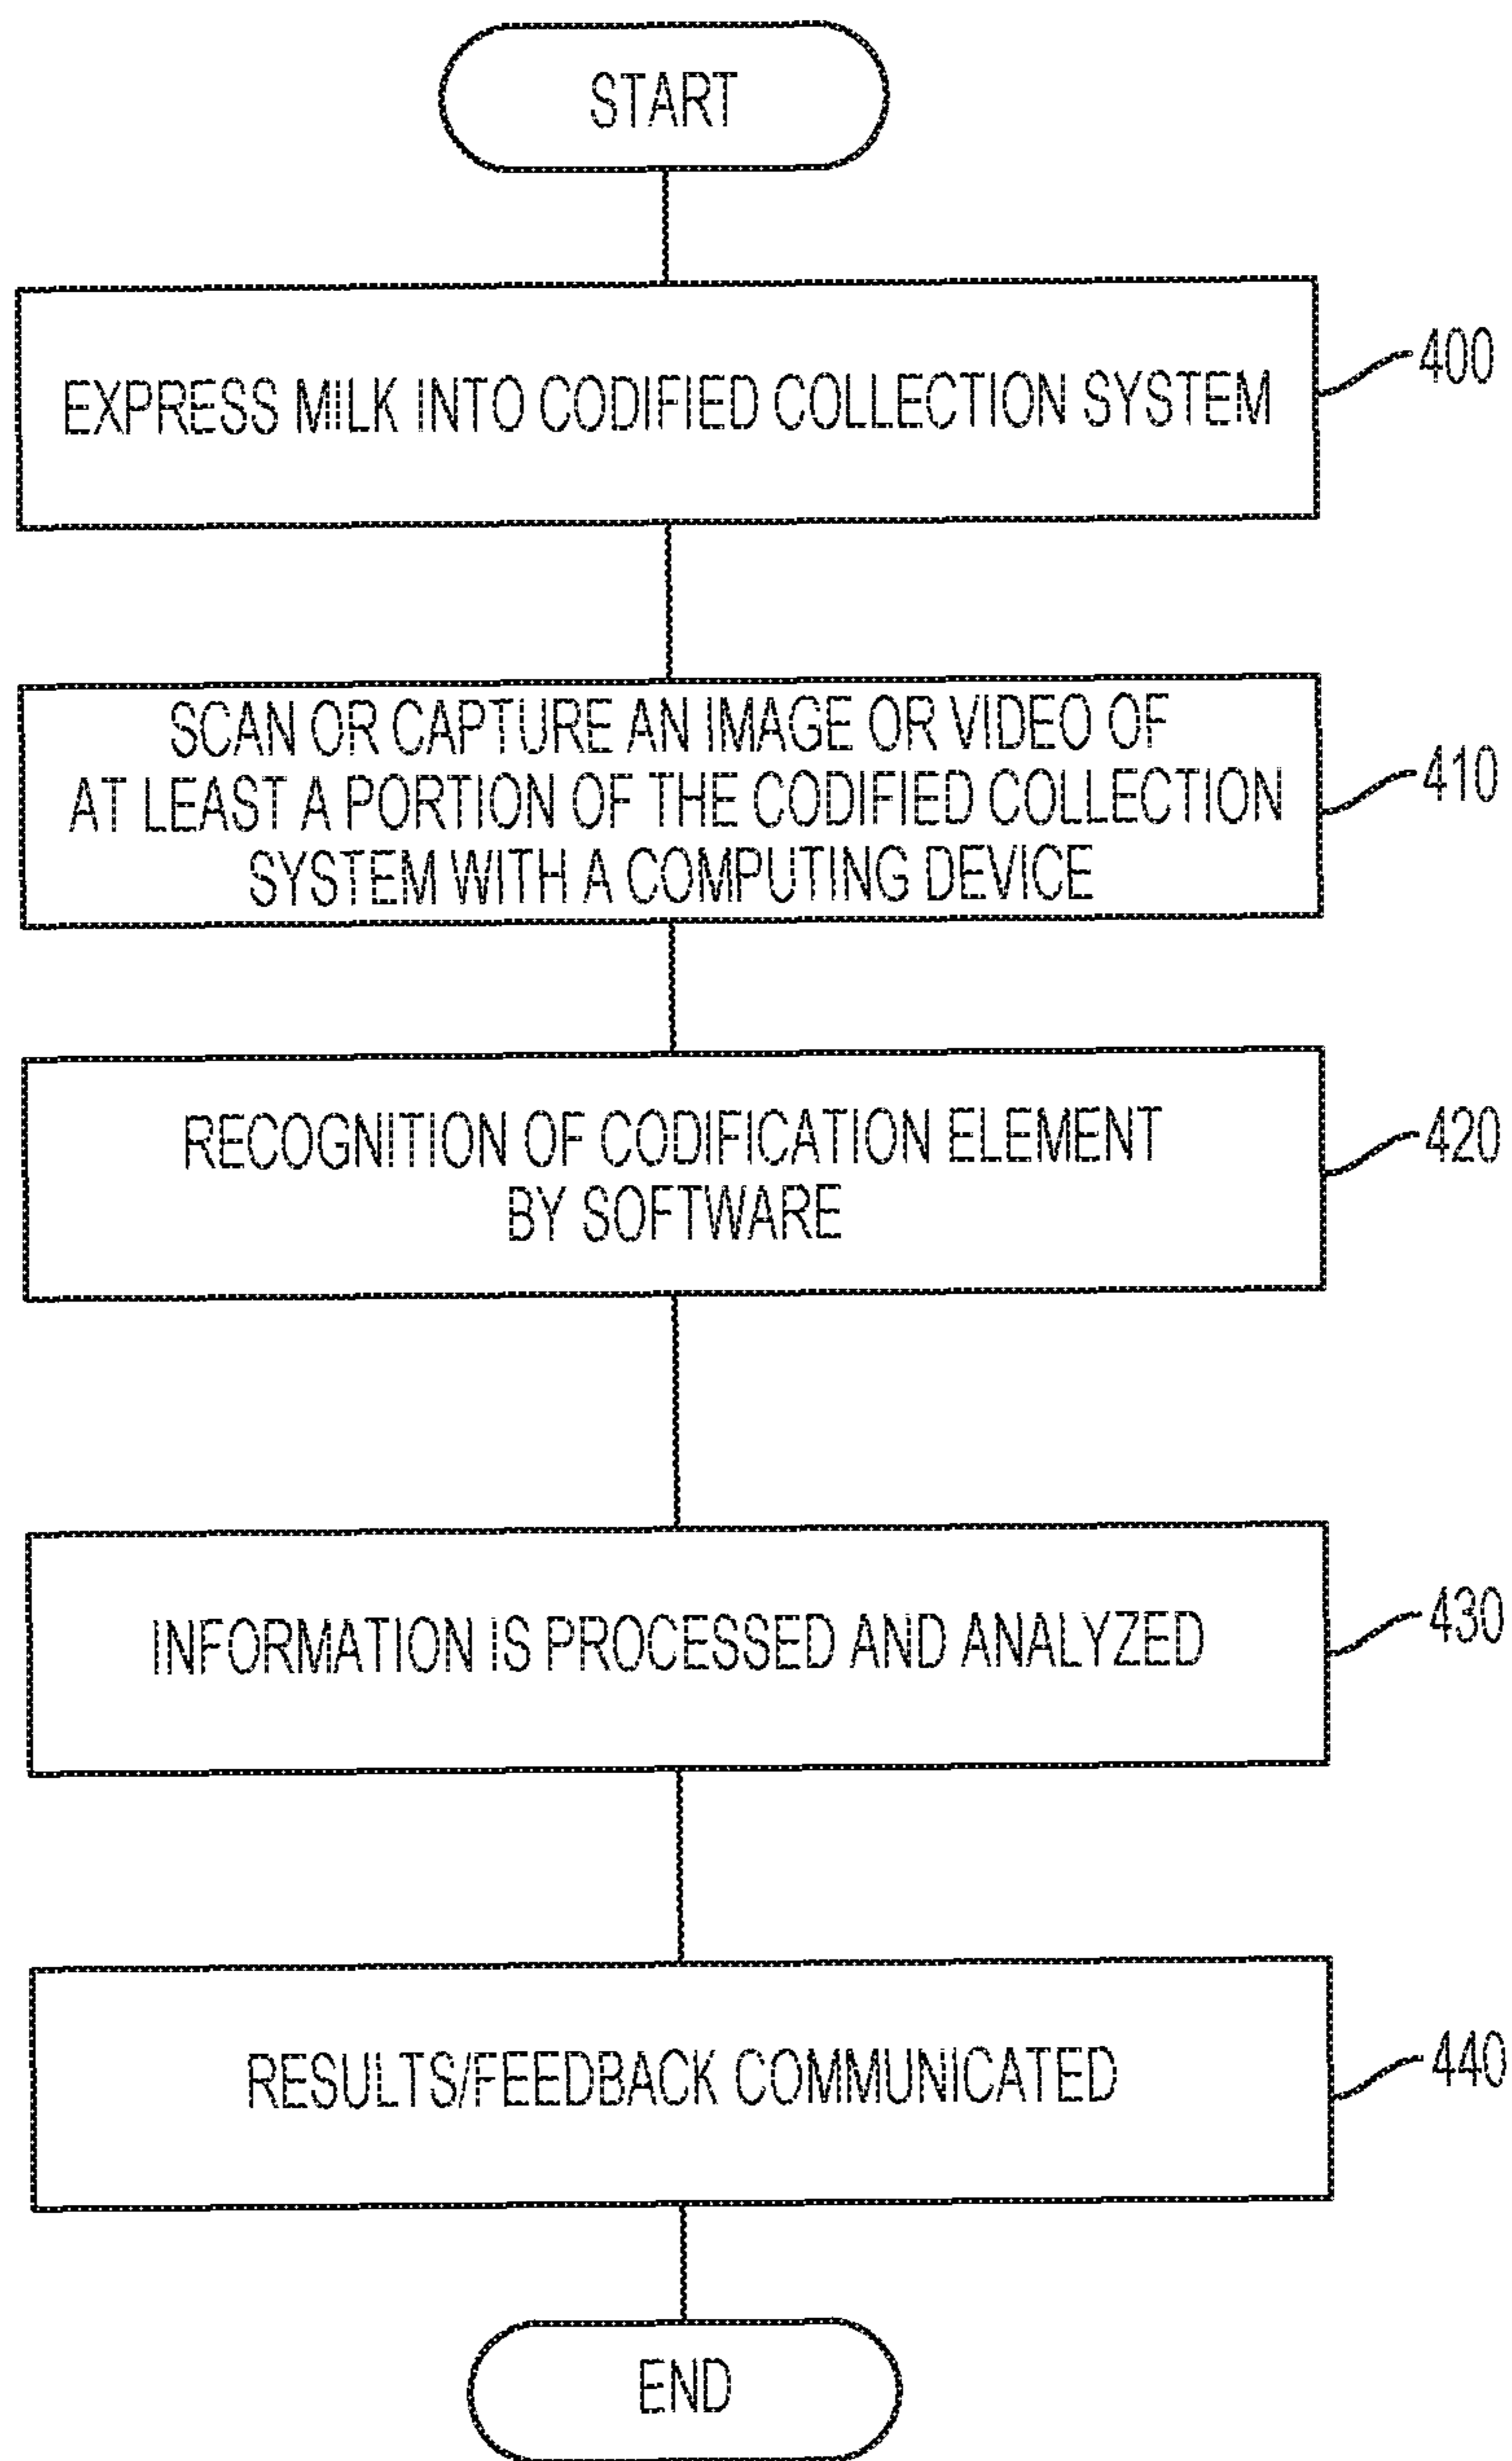 START
EXPRESS MILK INTO CODIFIED COLLECTION SYSTEM
400
SCAN OR CAPTURE AN IMAGE OR VIDEO OF
AT LEAST A PORTION OF THE CODIFIED COLLECTION
SYSTEM WITH A COMPUTING DEVICE
410
RECOGNITION OF CODIFICATION ELEMENT
BY SOFTWARE
420
INFORMATION IS PROCESSED AND ANALYZED
430
RESULTS/FEEDBACK COMMUNICATED
440
END